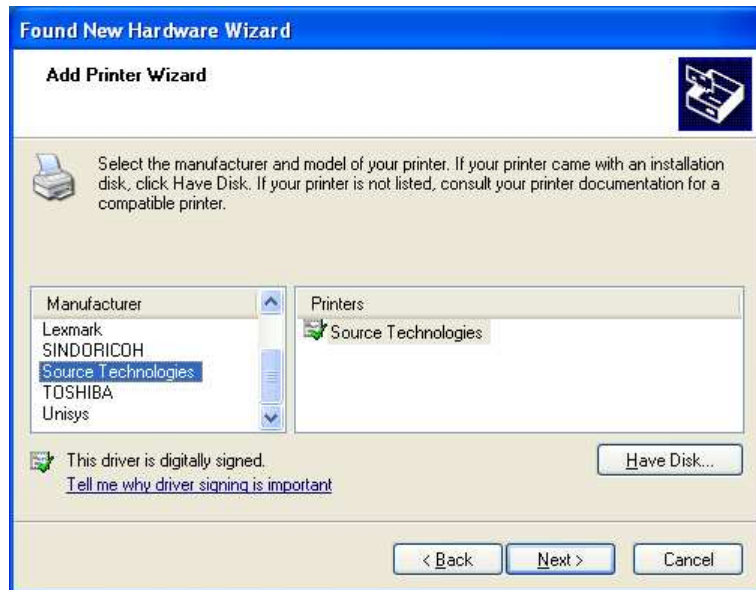 Found New Hardware Wizard
Add Printer Wizard
Select the manufacturer and model of your printer. If your printer came with an installation
disk, click Have Disk. If your printer is not listed, consult your printer documentation for a
compatible printer.
Manufacturer
Lexmark
SINDORICOH
Source Technologies
TOSHIBA
Unisys
Printers
Source Technologies
This driver is digitally signed.
Tell me why driver signing is important
Have Disk...
< Back
Next >
Cancel